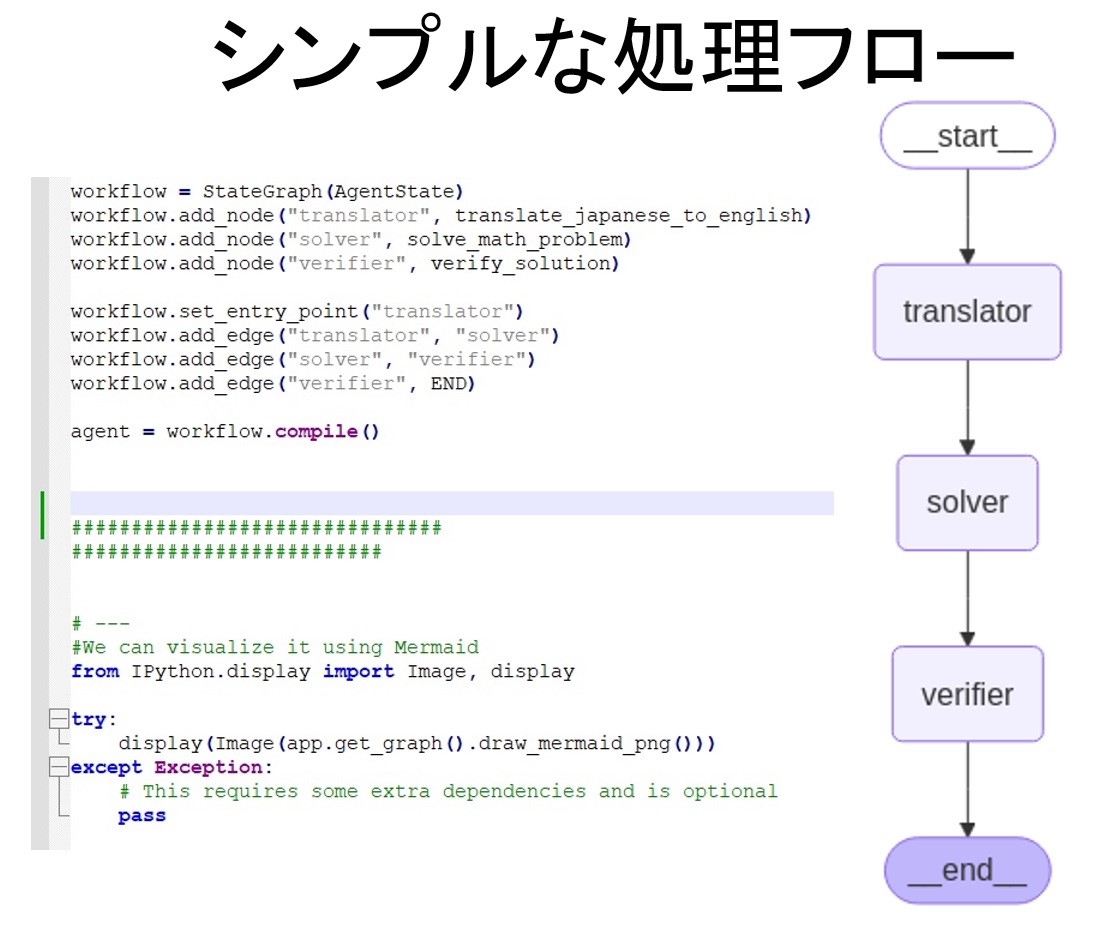 シンプルな処理フロー
workflow = StateGraph(AgentState)
workflow.add_node("translator", translate_japanese_to_english)
workflow.add_node("solver", solve_math_problem)
workflow.add_node("verifier", verify_solution)
workflow.set_entry_point("translator")
workflow.add_edge("translator", "solver")
workflow.add_edge("solver", "verifier")
workflow.add_edge("verifier", END)
agent = workflow.compile()
###############################
##########################
# ---
#We can visualize it using Mermaid
from IPython.display import Image, display
try:
    display(Image(app.get_graph().draw_mermaid_png()))
except Exception:
    # This requires some extra dependencies and is optional
    pass
__start__
translator
solver
verifier
__end__